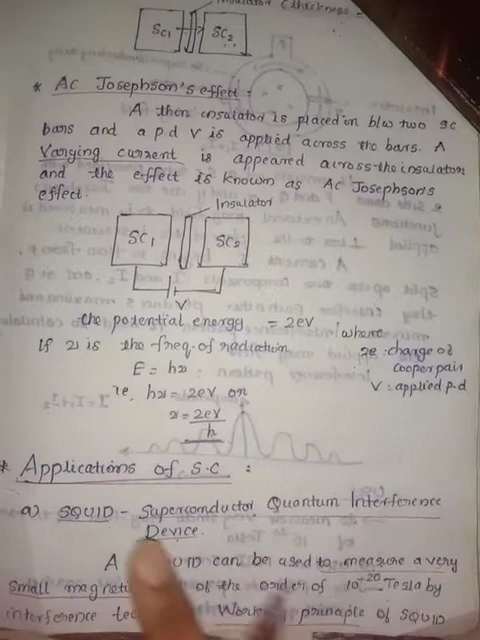 Insulator (thickness =
SC1 SC2
* Ac Josephson's effect:
A thin insulator is placed in b/w two sc
bars and a p d V is applied across the bars. A
Varying current is appeared across the insulator
and the effect is known as Ac Josephson's
effect.
Insulator
SC1 SC2
V
the potential energy = 2eV where
if ν is the freq. of radiation 2e: charge of
cooper pair
E = hν V: applied p.d
ie, hν = 2eV or
ν = 2eV/h
* Applications of S.C :
a) SQUID - Superconductor Quantum Interference
Device.
A can be used to measure a very
small of the order of 10^-20 Tesla by
interference principle of SQUID